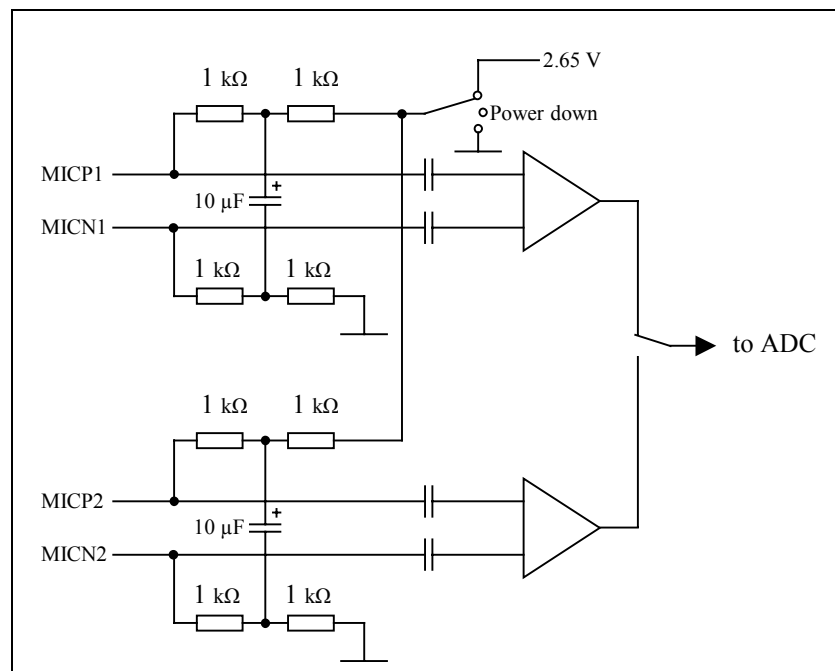 2.65 V
1 kΩ 1 kΩ
Power down
MICP1
10 µF +
MICN1
1 kΩ 1 kΩ
to ADC
1 kΩ 1 kΩ
MICP2
10 µF +
MICN2
1 kΩ 1 kΩ